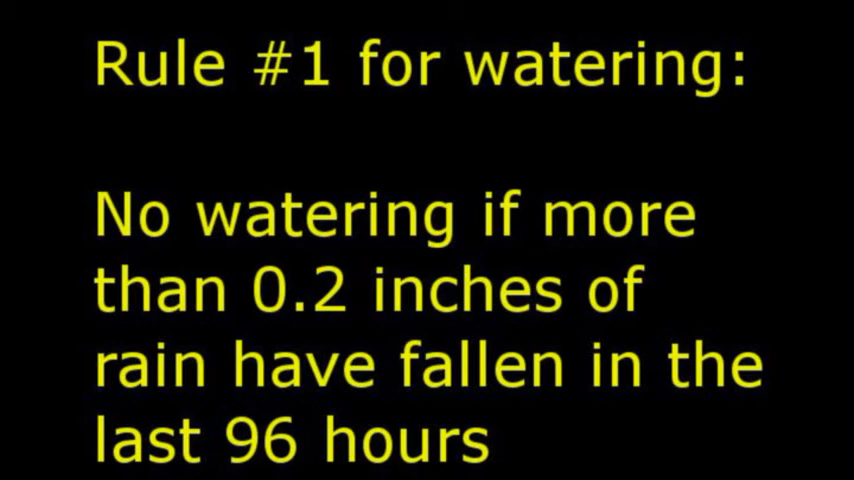 Rule #1 for watering:
No watering if more
than 0.2 inches of
rain have fallen in the
last 96 hours